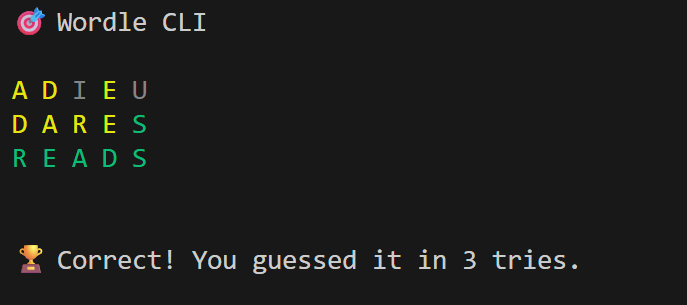 🎯 Wordle CLI
A D I E U
D A R E S
R E A D S
🏆 Correct! You guessed it in 3 tries.